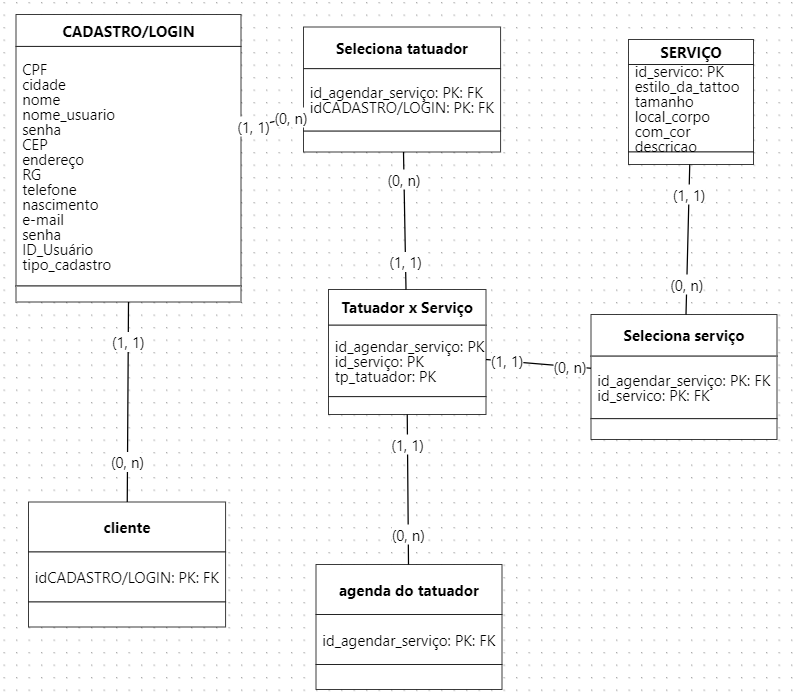 CADASTRO/LOGIN
CPF
cidade
nome
nome_usuario
senha
CEP
endereço
RG
telefone
nascimento
e-mail
senha
ID_Usuário
tipo_cadastro
(1, 1)
(0, n)
Seleciona tatuador
id_agendar_serviço: PK: FK
idCADASTRO/LOGIN: PK: FK
SERVIÇO
id_servico: PK
estilo_da_tattoo
tamanho
local_corpo
com_cor
descricao
(0, n)
(1, 1)
(1, 1)
(0, n)
Tatuador x Serviço
id_agendar_serviço: PK
id_serviço: PK
tp_tatuador: PK
(1, 1)
(0, n)
Seleciona serviço
id_agendar_serviço: PK: FK
id_servico: PK: FK
(1, 1)
(0, n)
cliente
idCADASTRO/LOGIN: PK: FK
(1, 1)
(0, n)
agenda do tatuador
id_agendar_serviço: PK: FK